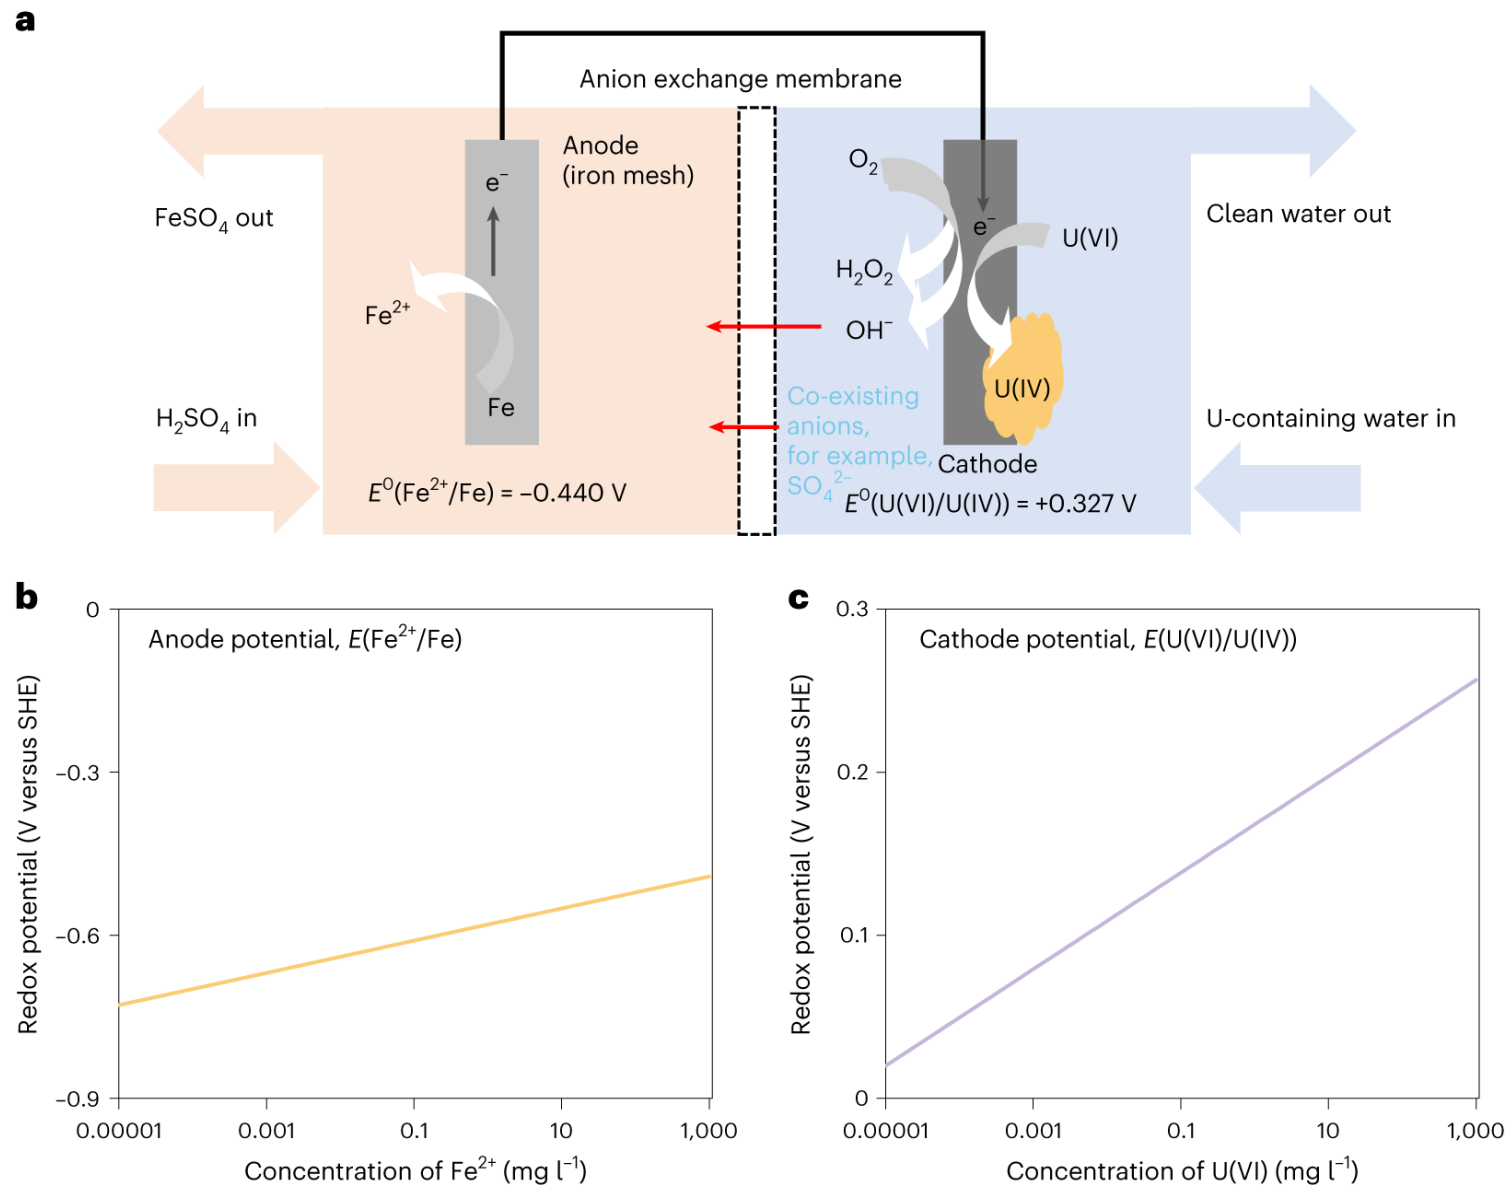 a
Anion exchange membrane
Anode
(iron mesh)
e⁻
Fe²⁺
Fe
FeSO₄ out
H₂SO₄ in
E⁰(Fe²⁺/Fe) = −0.440 V
O₂
e⁻
U(VI)
H₂O₂
OH⁻
U(IV)
Co-existing
anions,
for example,
SO₄²⁻
Cathode
E⁰(U(VI)/U(IV)) = +0.327 V
Clean water out
U-containing water in
b
Anode potential, E(Fe²⁺/Fe)
Redox potential (V versus SHE)
0
−0.3
−0.6
−0.9
0.00001 0.001 0.1 10 1,000
Concentration of Fe²⁺ (mg l⁻¹)
c
Cathode potential, E(U(VI)/U(IV))
Redox potential (V versus SHE)
0.3
0.2
0.1
0
0.00001 0.001 0.1 10 1,000
Concentration of U(VI) (mg l⁻¹)